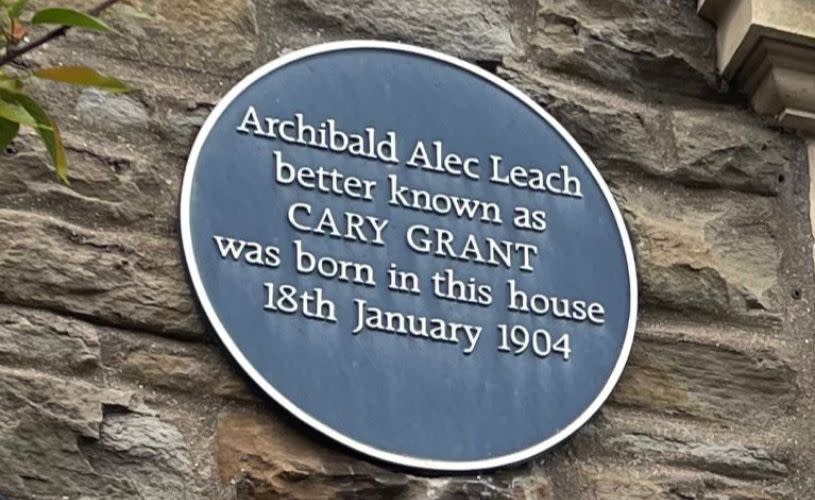 Archibald Alec Leach
better known as
CARY GRANT
was born in this house
18th January 1904